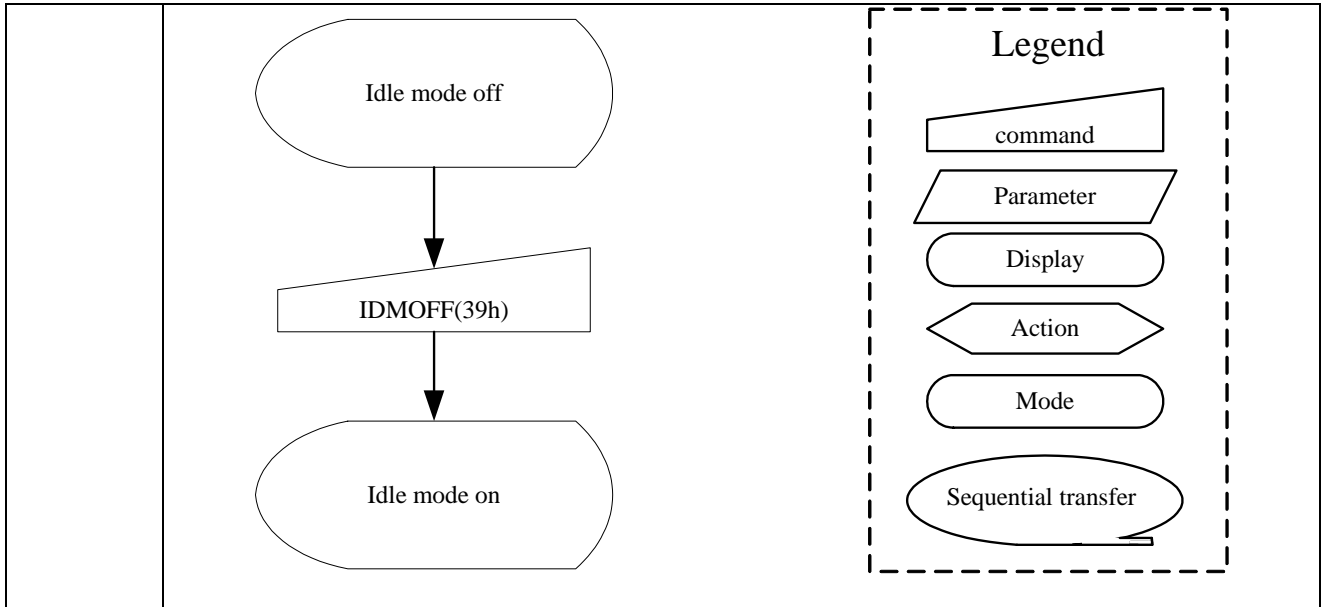 Idle mode off
IDMOFF(39h)
Idle mode on
Legend
command
Parameter
Display
Action
Mode
Sequential transfer